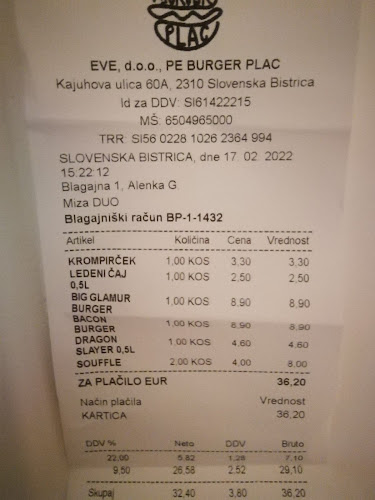 PLAC
EVE, d.o.o., PE BURGER PLAC
Kajuhova ulica 60A, 2310 Slovenska Bistrica
Id za DDV: SI61422215
MŠ: 6504965000
TRR: SI56 0228 1026 2364 994
SLOVENSKA BISTRICA, dne 17. 02. 2022
15:22:12
Blagajna 1, Alenka G.
Miza DUO
Blagajniški račun BP-1-1432
Artikel Količina Cena Vrednost
KROMPIRČEK 1,00 KOS 3,30 3,30
LEDENI ČAJ 1,00 KOS 2,50 2,50
0,5L
BIG GLAMUR 1,00 KOS 8,90 8,90
BURGER
BACON 1,00 KOS 8,90 8,90
BURGER
DRAGON 1,00 KOS 4,60 4,60
SLAYER 0,5L
SOUFFLE 2,00 KOS 4,00 8,00
ZA PLAČILO EUR 36,20
Način plačila Vrednost
KARTICA 36,20
DDV % Neto DDV Bruto
22,00 5,82 1,28 7,10
9,50 26,58 2,52 29,10
Skupaj 32,40 3,80 36,20